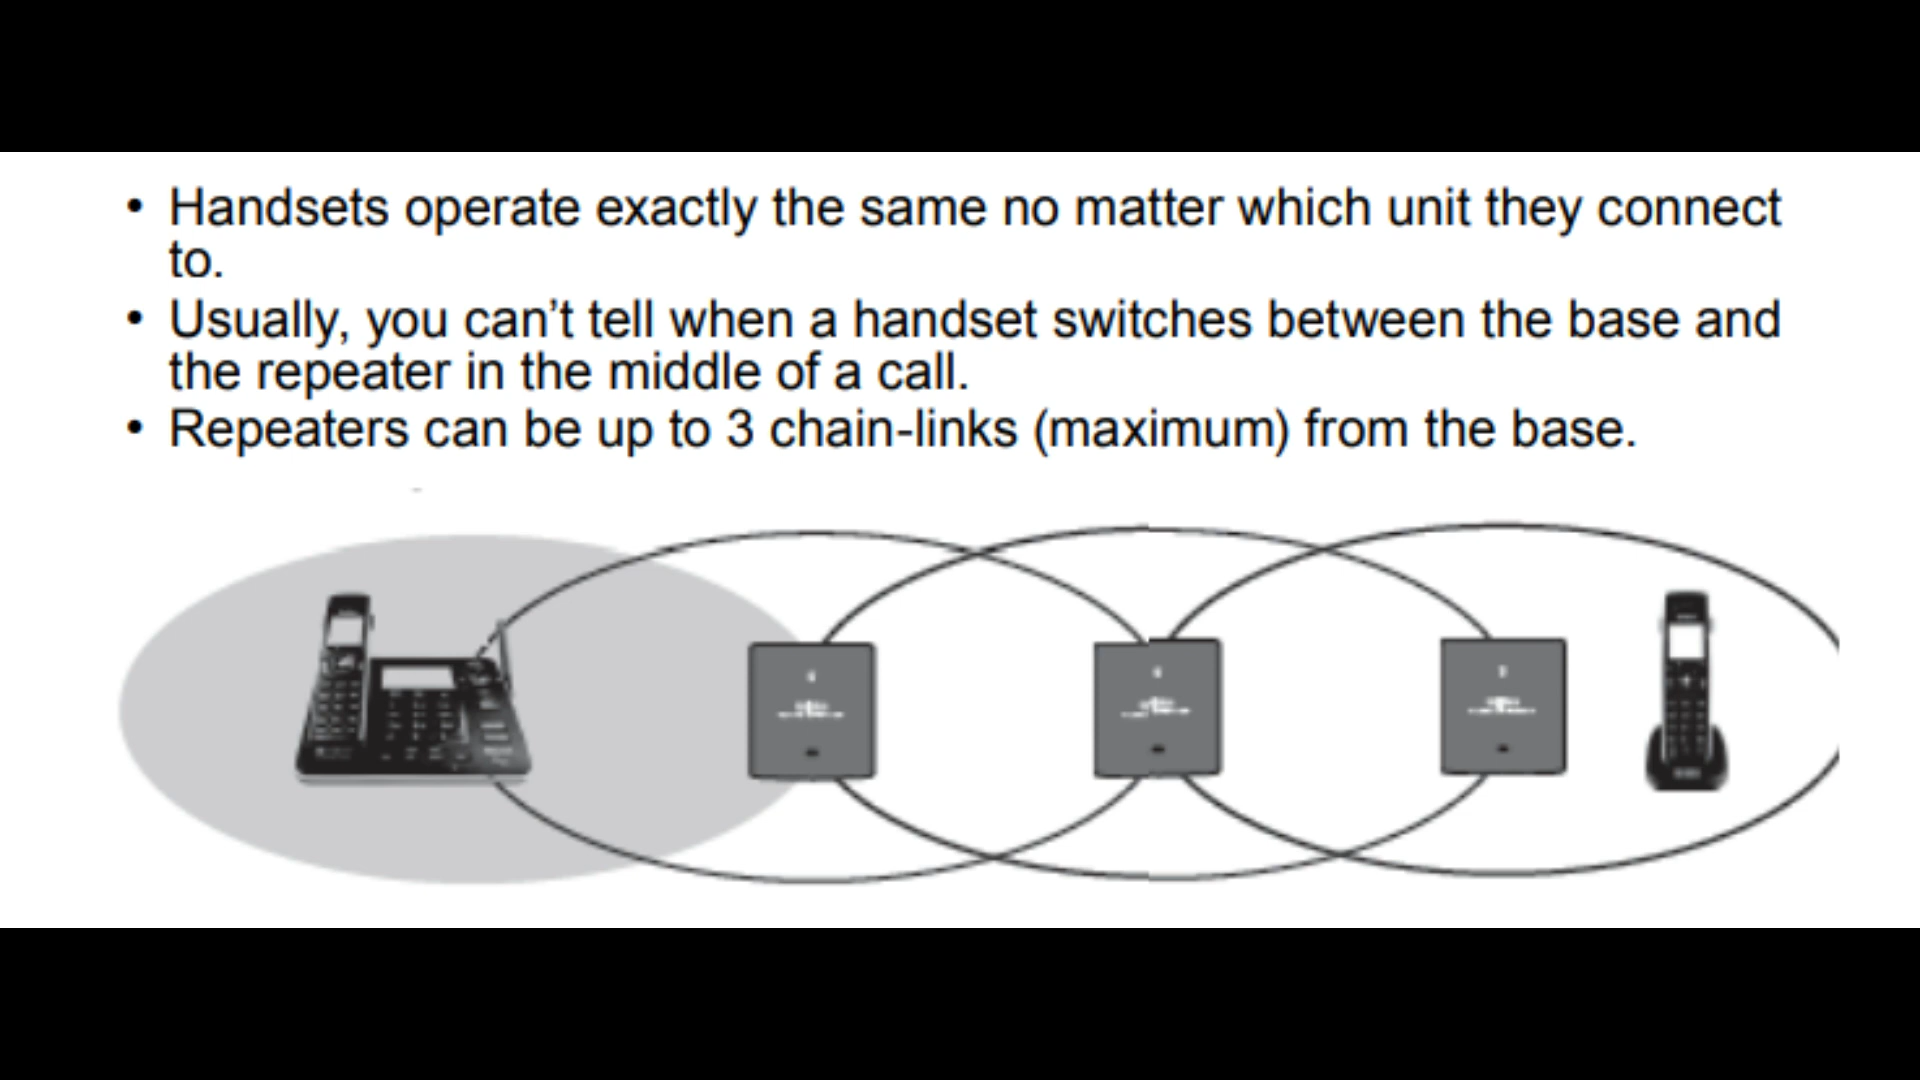 • Handsets operate exactly the same no matter which unit they connect
to.
• Usually, you can’t tell when a handset switches between the base and
the repeater in the middle of a call.
• Repeaters can be up to 3 chain-links (maximum) from the base.